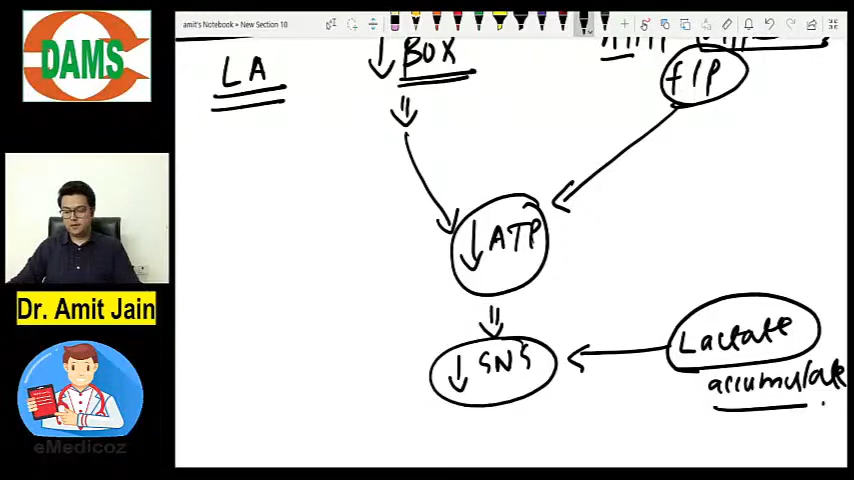 amit's Notebook » New Section 10
DAMS
LA
↓ BOX
FIP
↓ ATP
↓ SNS
Lactate
accumulate
Dr. Amit Jain
eMedicoz